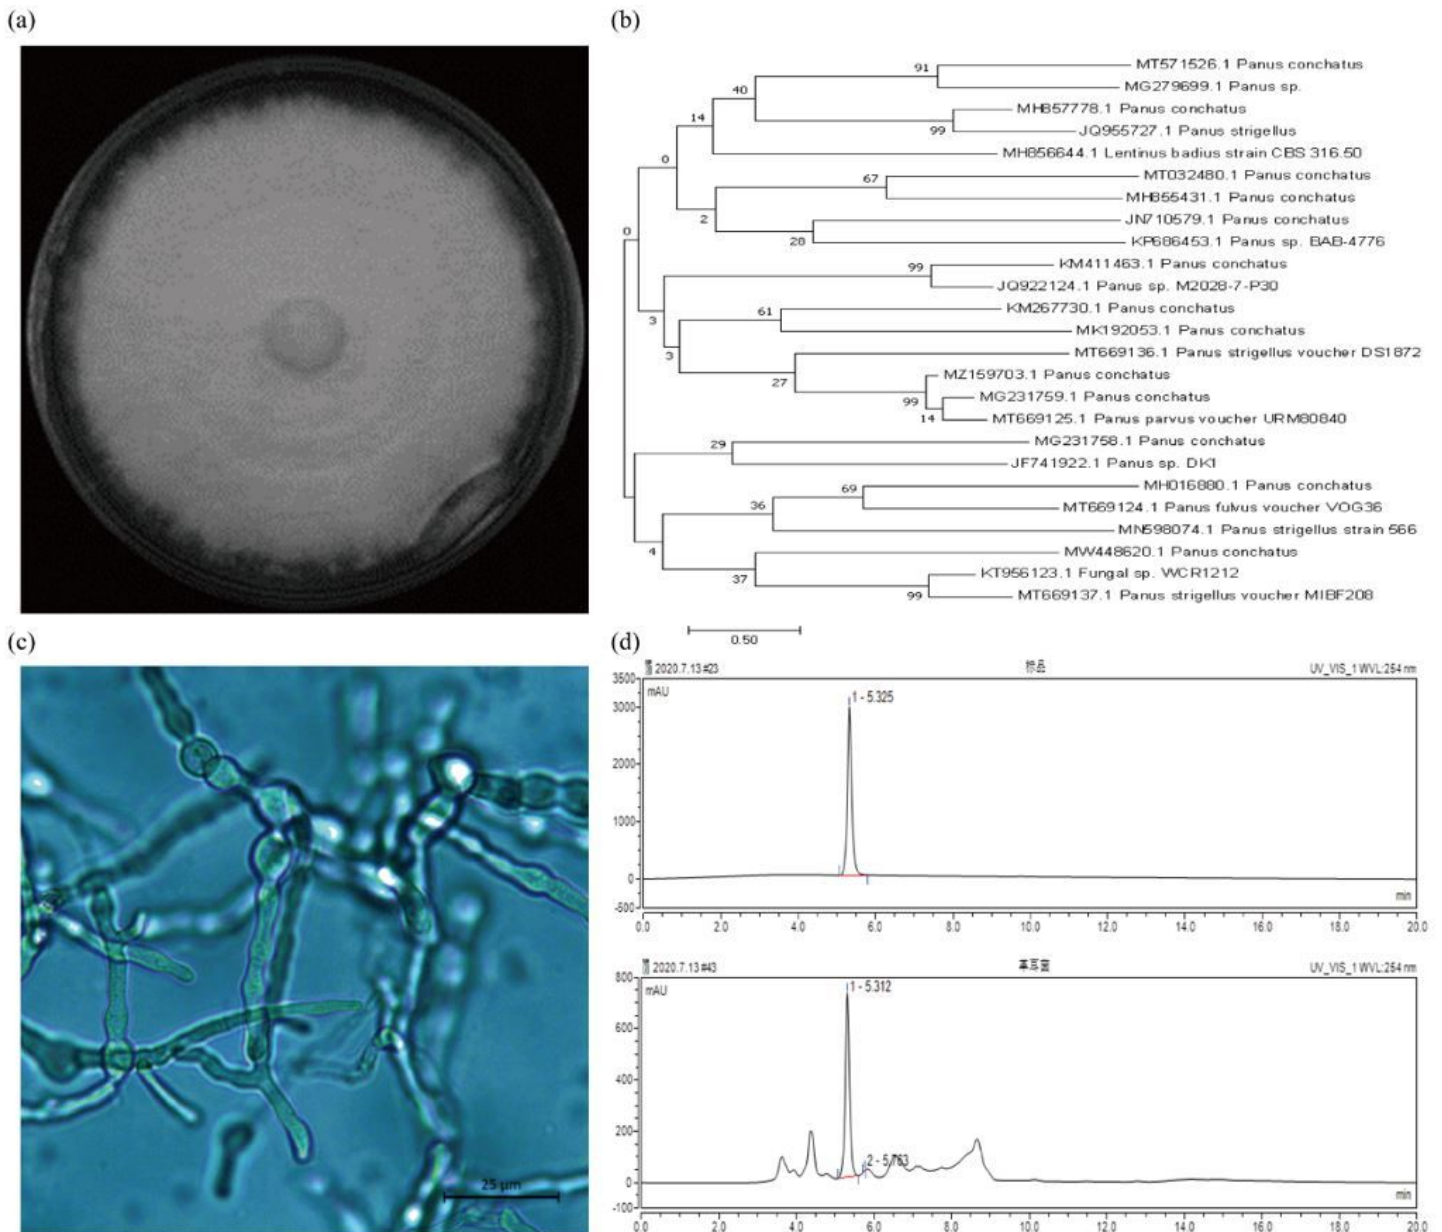 (a)
(b)
91
MT571526.1 Panus conchatus
MG279699.1 Panus sp.
40
MH857778.1 Panus conchatus
99
JQ955727.1 Panus strigellus
14
MH856644.1 Lentinus badius strain CBS 316.50
0
67
MT032480.1 Panus conchatus
MH855431.1 Panus conchatus
2
JN710579.1 Panus conchatus
28
KP686453.1 Panus sp. BAB-4776
0
99
KM411463.1 Panus conchatus
JQ922124.1 Panus sp. M2028-7-P30
3
61
KM267730.1 Panus conchatus
MK192053.1 Panus conchatus
3
MT669136.1 Panus strigellus voucher DS1872
27
MZ159703.1 Panus conchatus
99
MG231759.1 Panus conchatus
14
MT669125.1 Panus parvus voucher URM80840
29
MG231758.1 Panus conchatus
JF741922.1 Panus sp. DK1
69
MH016880.1 Panus conchatus
36
MT669124.1 Panus fulvus voucher VOG36
MN598074.1 Panus strigellus strain 566
4
MW448620.1 Panus conchatus
37
KT956123.1 Fungal sp. WCR1212
99
MT669137.1 Panus strigellus voucher MIBF208
0.50
(c)
25 μm
(d)
2020.7.13 #23 标品 UV_VIS_1 WVL:254 nm
3500
mAU
1 - 5.325
3000
2000
1000
0
min
-500
0.0 2.0 4.0 6.0 8.0 10.0 12.0 14.0 16.0 18.0 20.0
2020.7.13 #43 革耳菌 UV_VIS_1 WVL:254 nm
800
mAU
1 - 5.312
600
400
200
2 - 5.763
0
min
-100
0.0 2.0 4.0 6.0 8.0 10.0 12.0 14.0 16.0 18.0 20.0